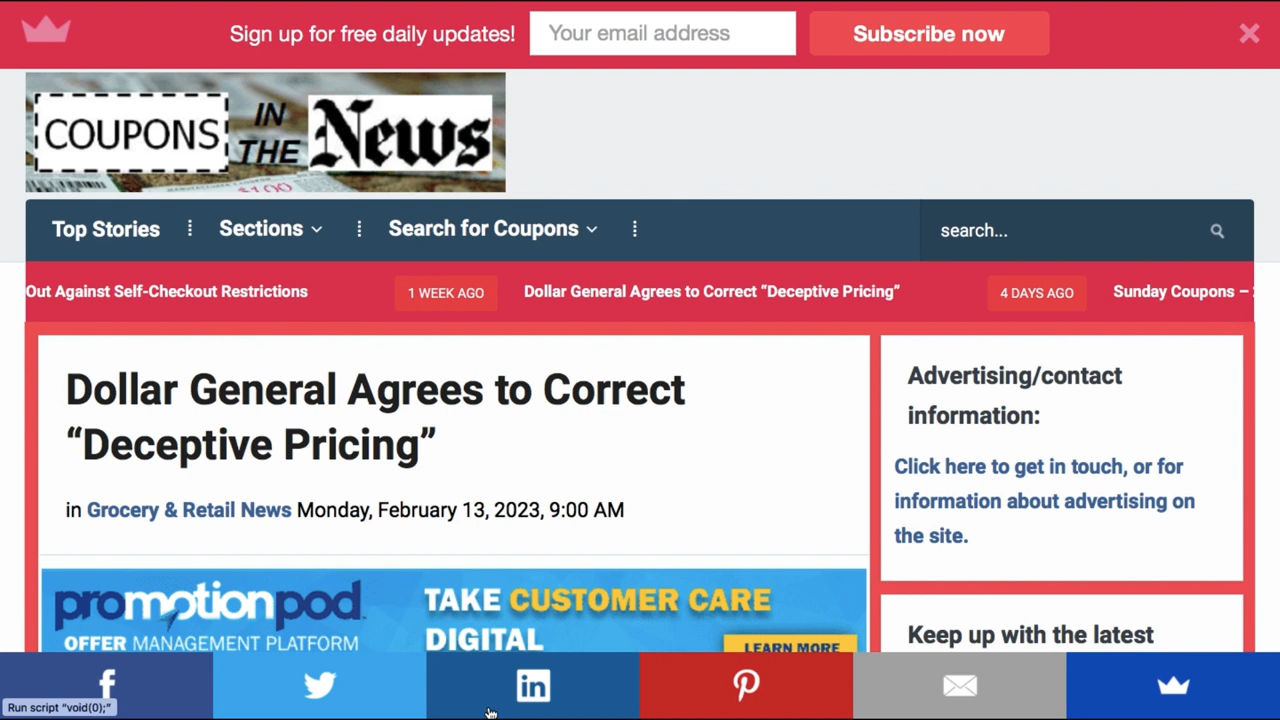 Sign up for free daily updates! Your email address Subscribe now
COUPONS IN THE News
$1.00
Top Stories Sections Search for Coupons search...
Out Against Self-Checkout Restrictions 1 WEEK AGO Dollar General Agrees to Correct “Deceptive Pricing” 4 DAYS AGO Sunday Coupons –
Dollar General Agrees to Correct
“Deceptive Pricing”
in Grocery & Retail News Monday, February 13, 2023, 9:00 AM
Advertising/contact
information:
Click here to get in touch, or for
information about advertising on
the site.
promotionpod
OFFER MANAGEMENT PLATFORM
TAKE CUSTOMER CARE
DIGITAL
LEARN MORE
Keep up with the latest
f
in
Run script “void(0);”